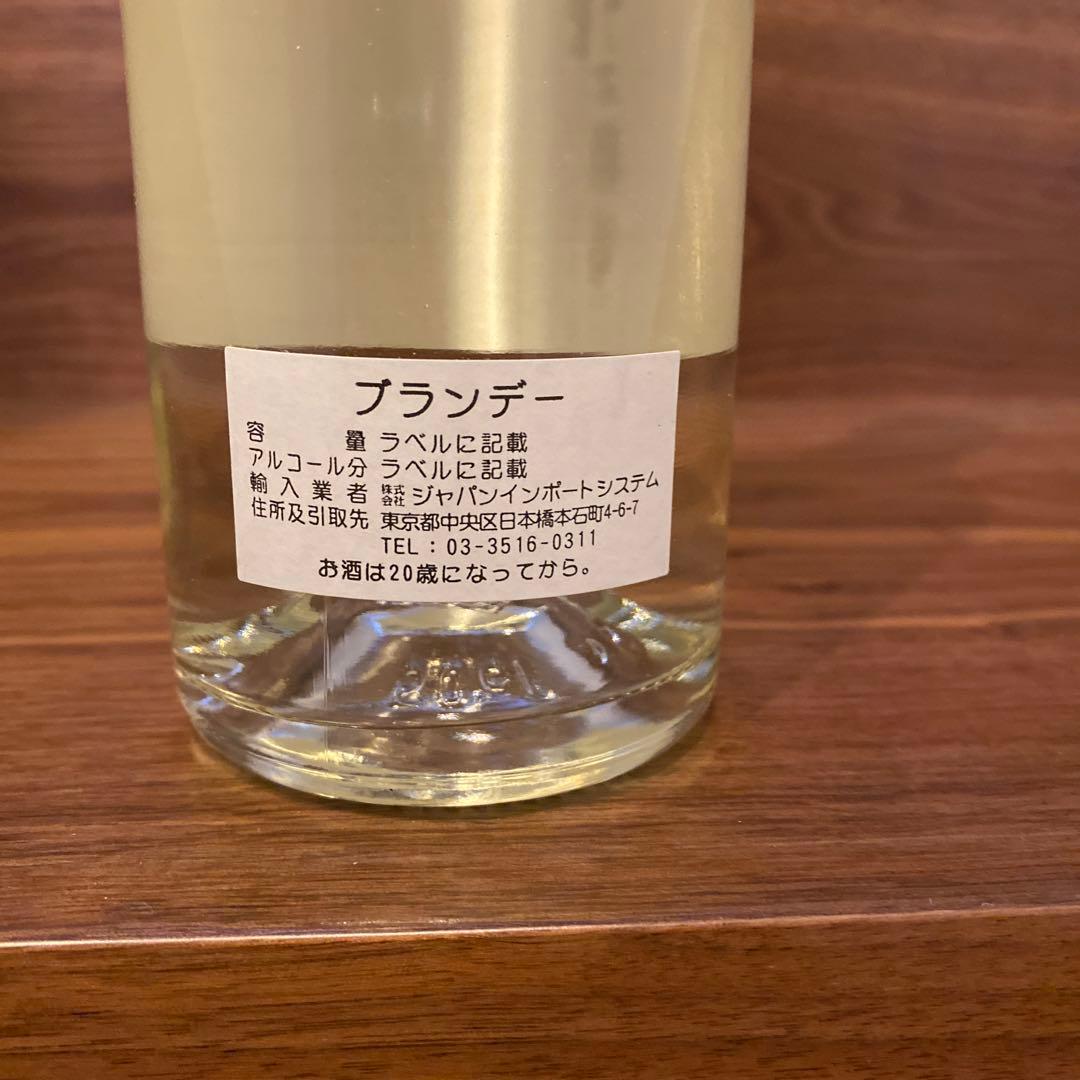 ブランデー
容量 ラベルに記載
アルコール分 ラベルに記載
輸入業者 株式会社ジャパンインポートシステム
住所及引取先 東京都中央区日本橋本石町4-6-7
TEL：03-3516-0311
お酒は20歳になってから。